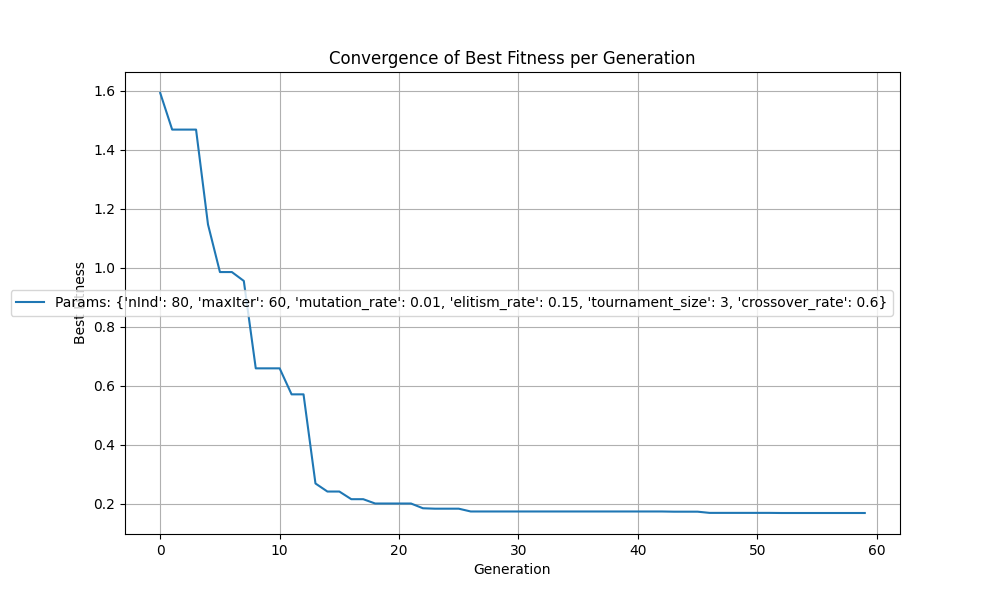 Convergence of Best Fitness per Generation
1.6
1.4
1.2
1.0
0.8
0.6
0.4
0.2
Params: {'nInd': 80, 'maxIter': 60, 'mutation_rate': 0.01, 'elitism_rate': 0.15, 'tournament_size': 3, 'crossover_rate': 0.6}
Best Fitness
0 10 20 30 40 50 60
Generation